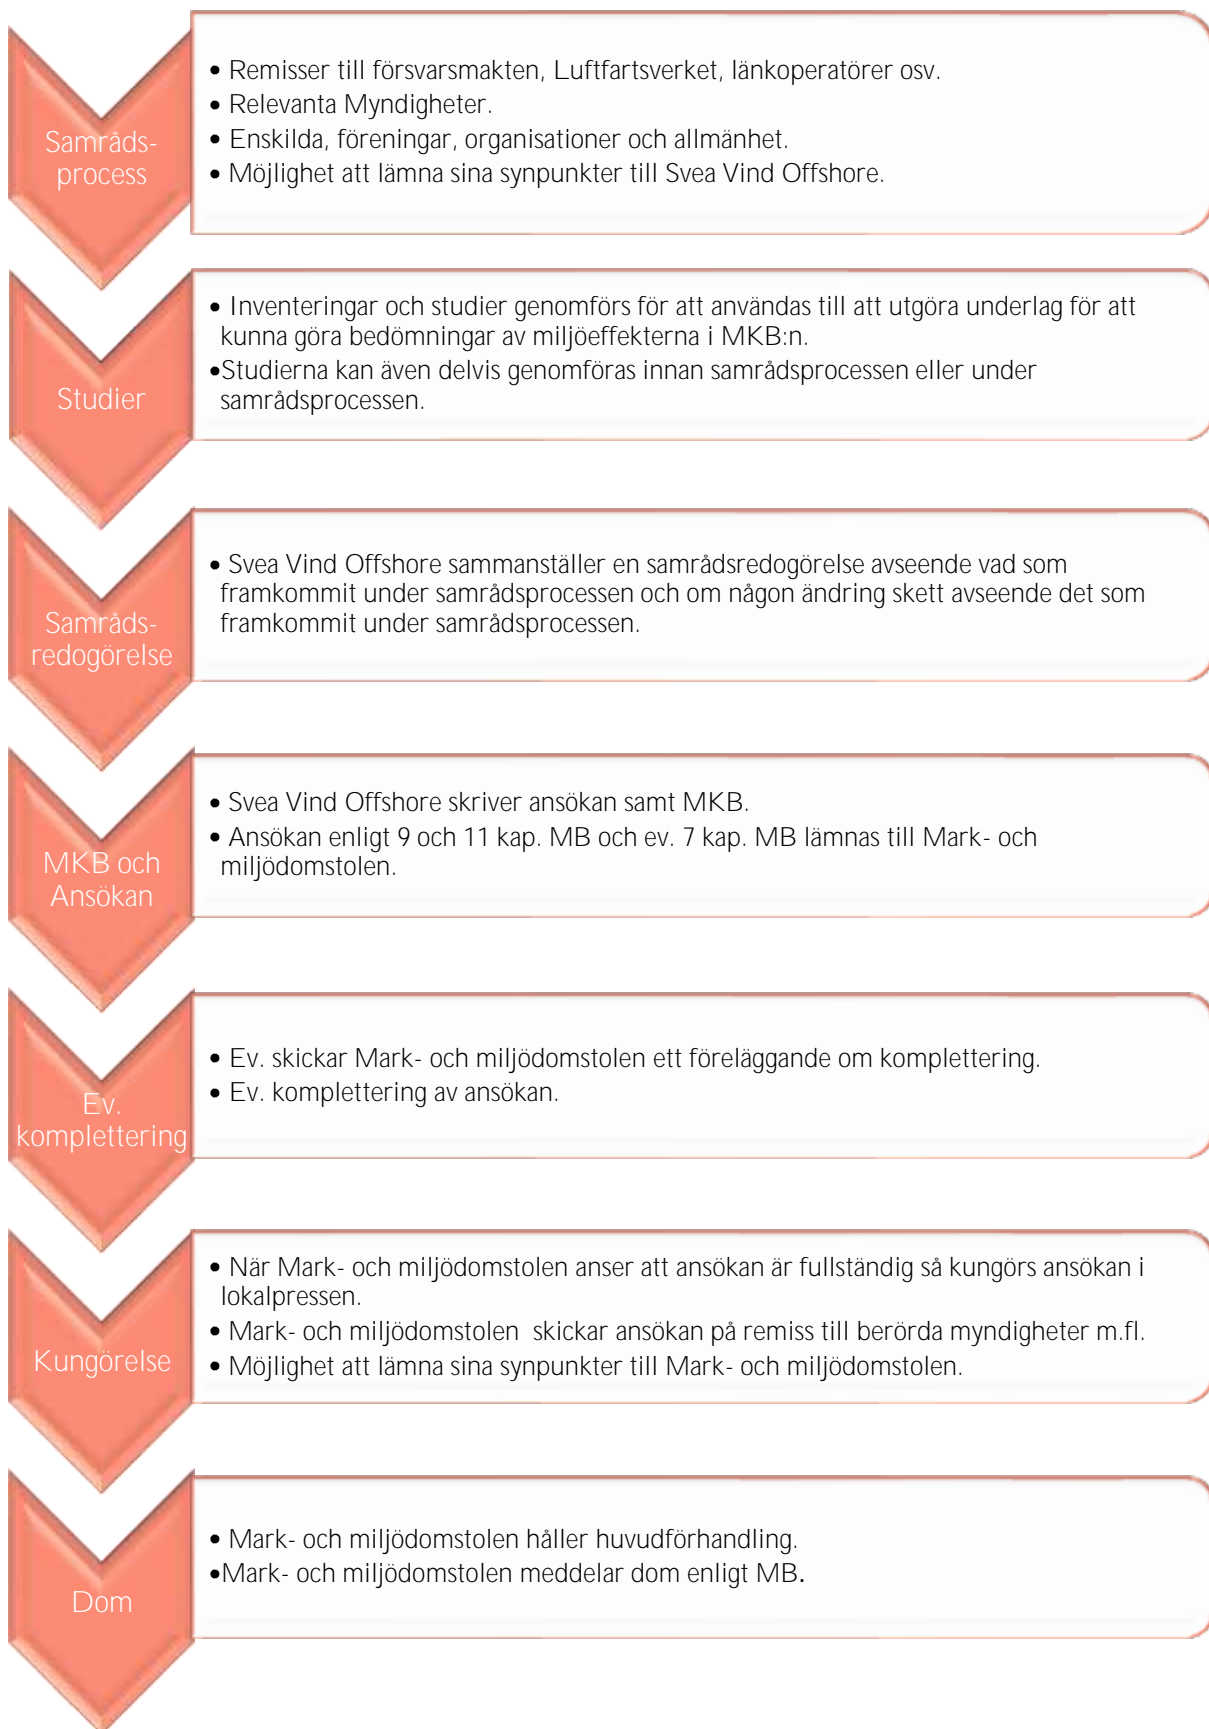 Samråds-
process
• Remisser till försvarsmakten, Luftfartsverket, länkoperatörer osv.
• Relevanta Myndigheter.
• Enskilda, föreningar, organisationer och allmänhet.
• Möjlighet att lämna sina synpunkter till Svea Vind Offshore.
Studier
• Inventeringar och studier genomförs för att användas till att utgöra underlag för att
kunna göra bedömningar av miljöeffekterna i MKB:n.
•Studierna kan även delvis genomföras innan samrådsprocessen eller under
samrådsprocessen.
Samråds-
redogörelse
• Svea Vind Offshore sammanställer en samrådsredogörelse avseende vad som
framkommit under samrådsprocessen och om någon ändring skett avseende det som
framkommit under samrådsprocessen.
MKB och
Ansökan
• Svea Vind Offshore skriver ansökan samt MKB.
• Ansökan enligt 9 och 11 kap. MB och ev. 7 kap. MB lämnas till Mark- och
miljödomstolen.
Ev.
komplettering
• Ev. skickar Mark- och miljödomstolen ett föreläggande om komplettering.
• Ev. komplettering av ansökan.
Kungörelse
• När Mark- och miljödomstolen anser att ansökan är fullständig så kungörs ansökan i
lokalpressen.
• Mark- och miljödomstolen skickar ansökan på remiss till berörda myndigheter m.fl.
• Möjlighet att lämna sina synpunkter till Mark- och miljödomstolen.
Dom
• Mark- och miljödomstolen håller huvudförhandling.
•Mark- och miljödomstolen meddelar dom enligt MB.